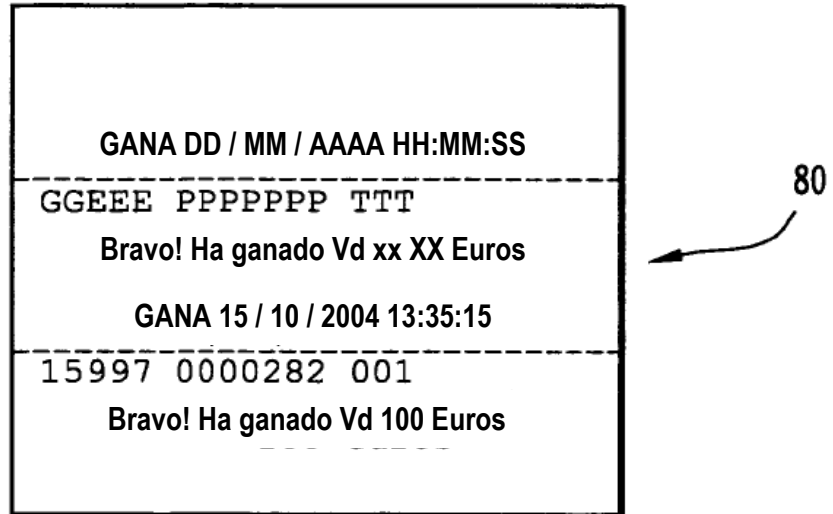 GANA DD / MM / AAAA HH:MM:SS
GGEEE PPPPPPP TTT
Bravo! Ha ganado Vd xx XX Euros
GANA 15 / 10 / 2004 13:35:15
15997 0000282 001
Bravo! Ha ganado Vd 100 Euros
80